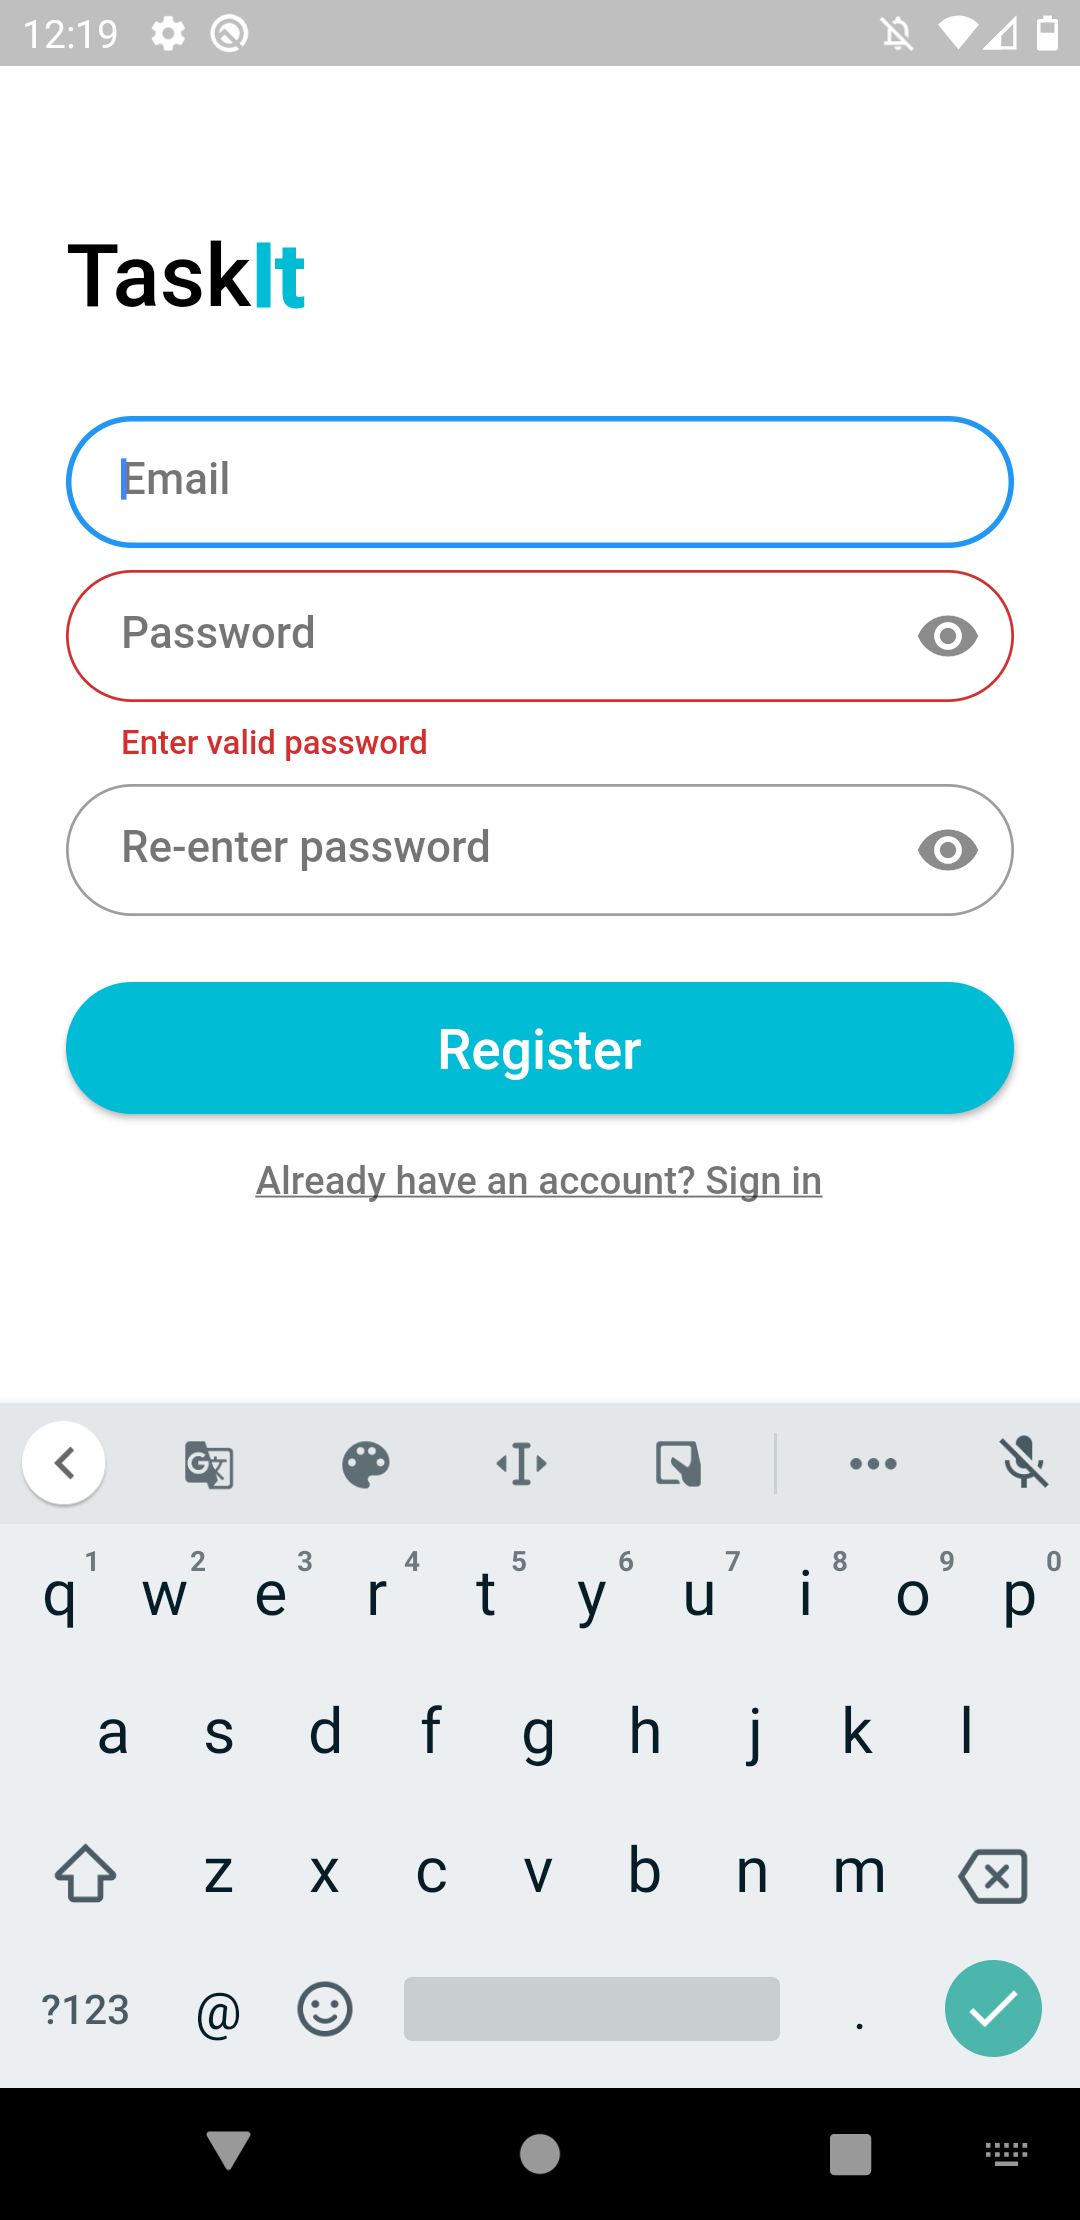 12:19
TaskIt
Email
Password
Enter valid password
Re-enter password
Register
Already have an account? Sign in
q 1 w 2 e 3 r 4 t 5 y 6 u 7 i 8 o 9 p 0
a s d f g h j k l
z x c v b n m
?123 @ .